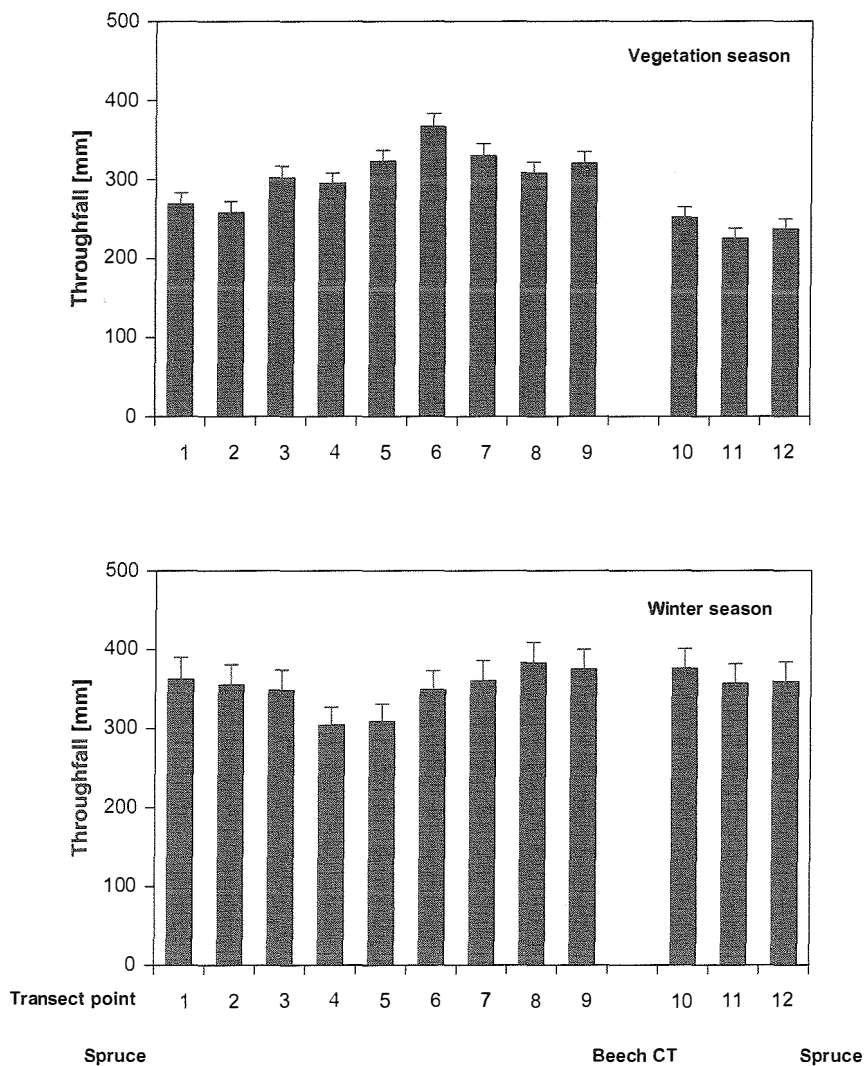 500
Vegetation season
400
300
200
100
0
Throughfall [mm]
1 2 3 4 5 6 7 8 9 10 11 12
500
Winter season
400
300
200
100
0
Throughfall [mm]
Transect point 1 2 3 4 5 6 7 8 9 10 11 12
Spruce Beech CT Spruce